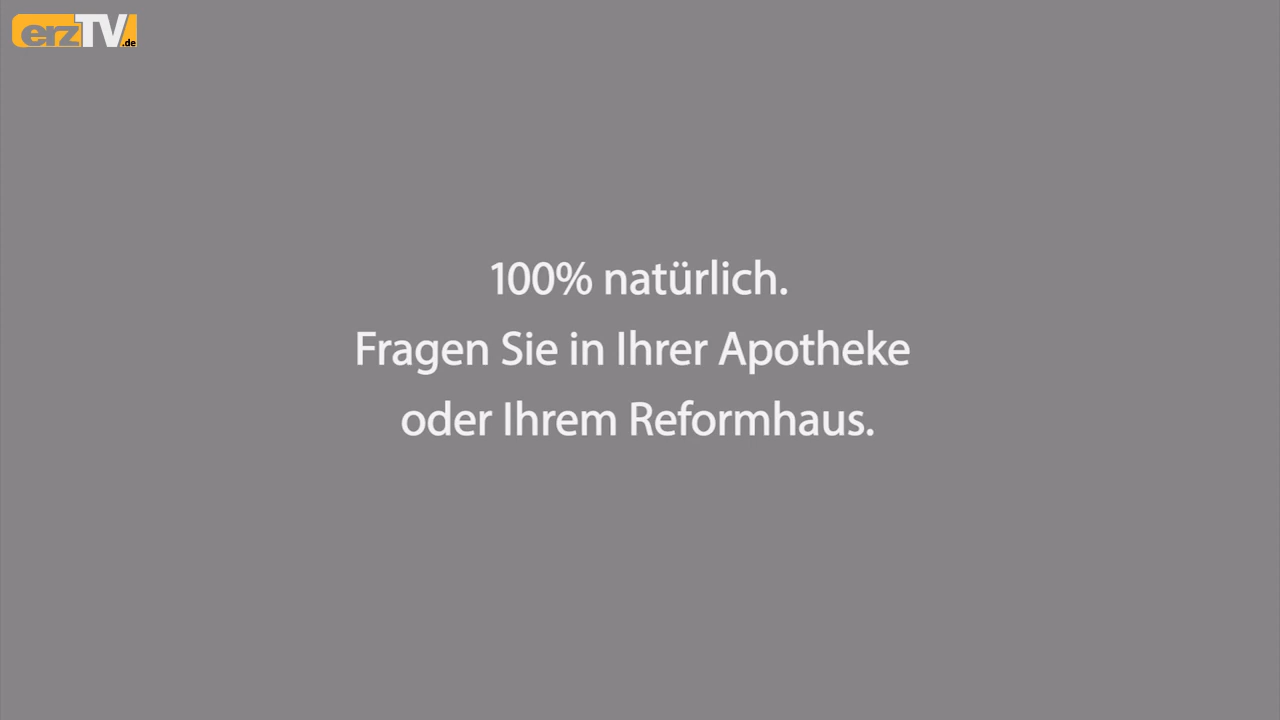 erzTV.de
100% natürlich.
Fragen Sie in Ihrer Apotheke
oder Ihrem Reformhaus.